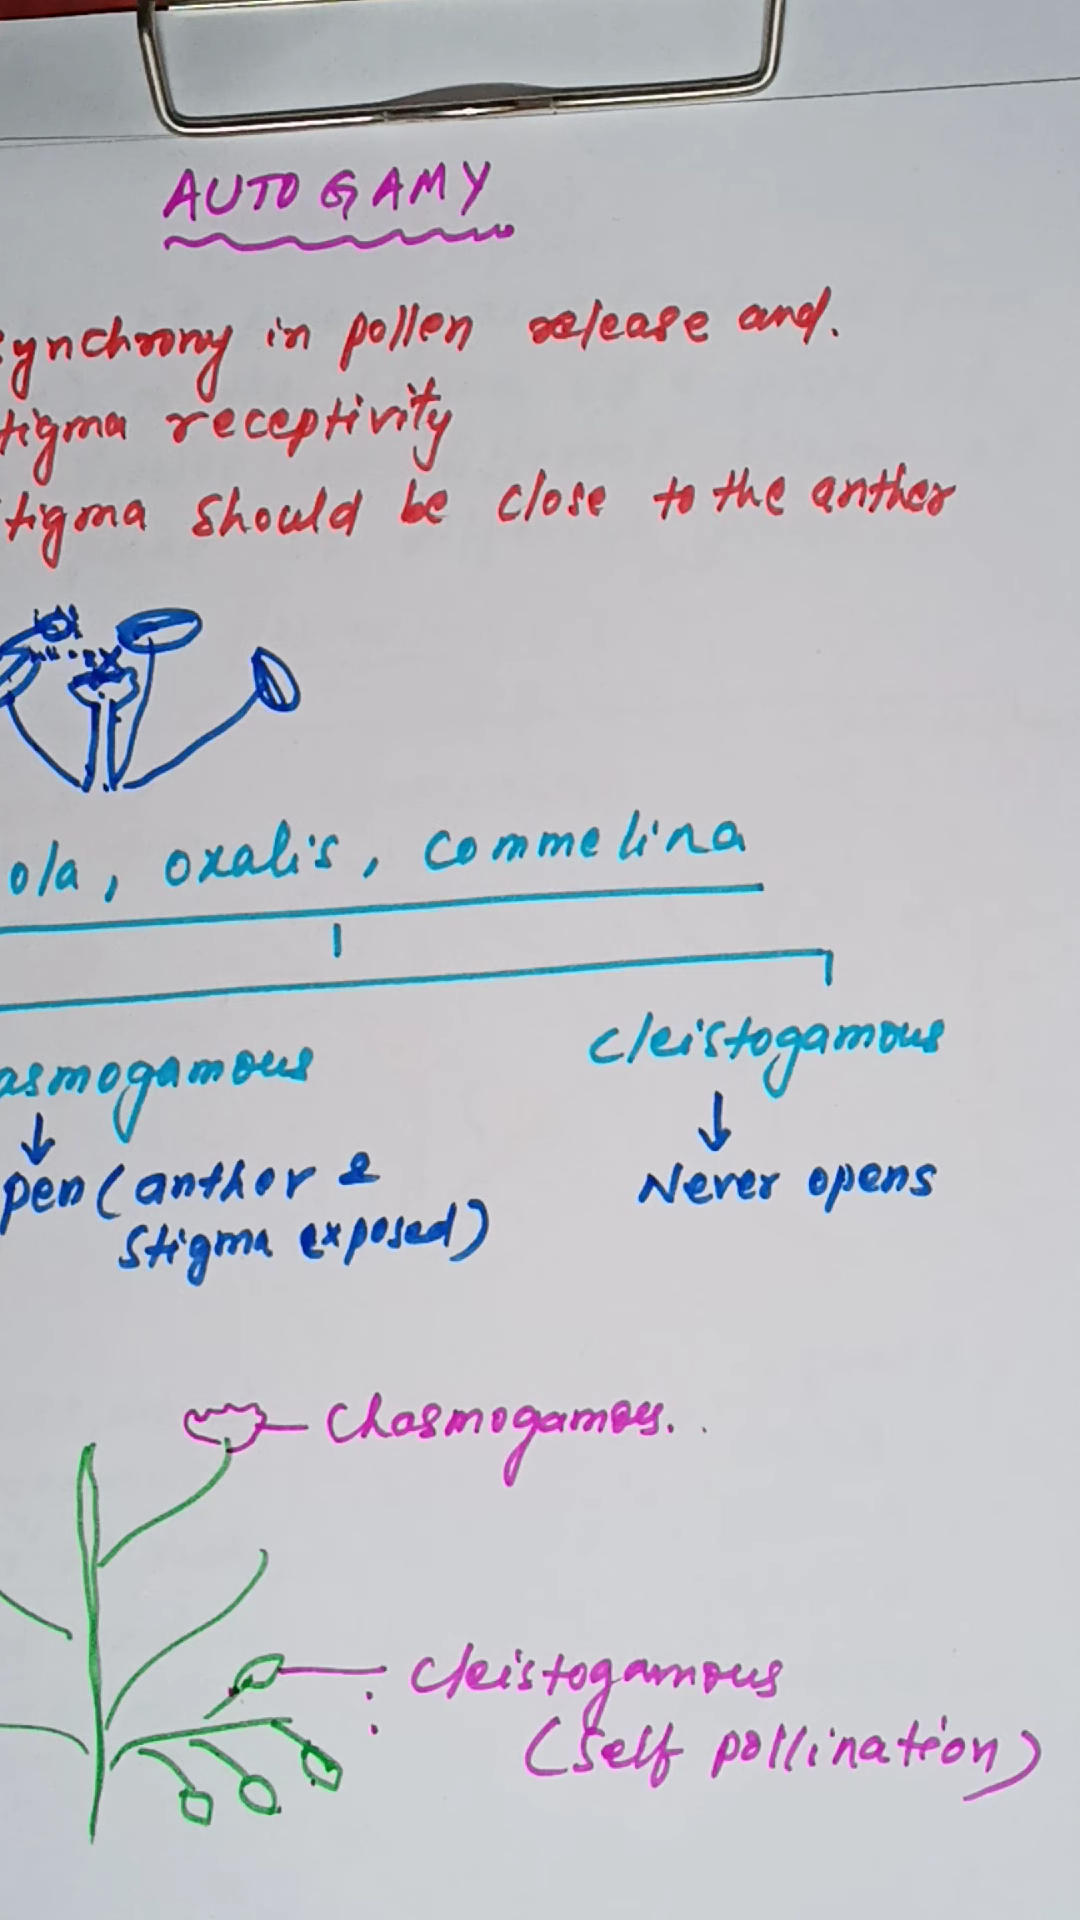 AUTOGAMY
synchrony in pollen release and.
tigma receptivity
tigma should be close to the anther
ola, oxalis, commelina
asmogamous
cleistogamous
pen (anther &
stigma exposed)
Never opens
Chasmogamous..
Cleistogamous
(self pollination)